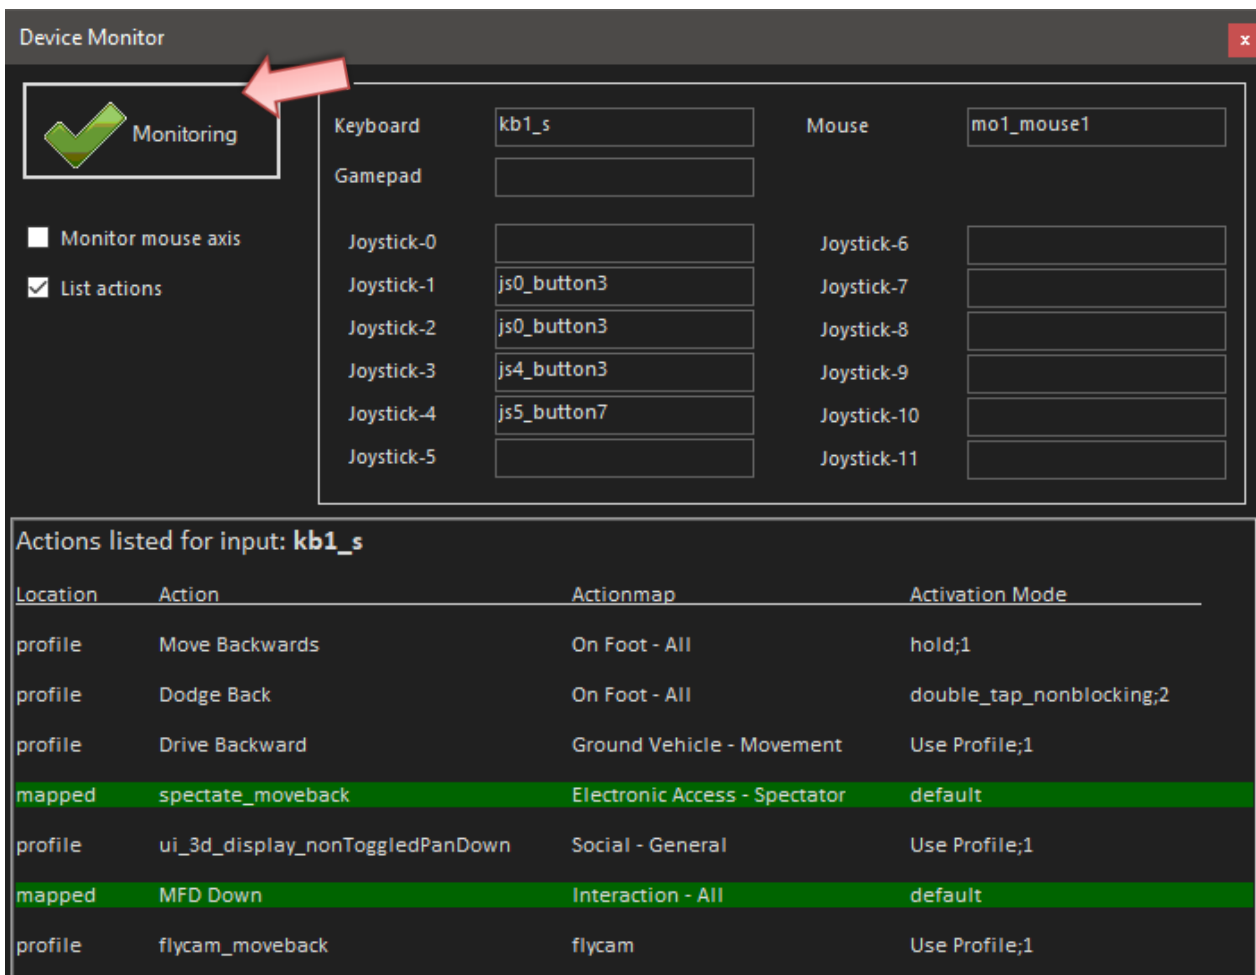 Device Monitor
x
Monitoring
Keyboard kb1_s Mouse mo1_mouse1
Gamepad
Monitor mouse axis
List actions
Joystick-0 Joystick-6
Joystick-1 js0_button3 Joystick-7
Joystick-2 js0_button3 Joystick-8
Joystick-3 js4_button3 Joystick-9
Joystick-4 js5_button7 Joystick-10
Joystick-5 Joystick-11
Actions listed for input: kb1_s
Location Action Actionmap Activation Mode
profile Move Backwards On Foot - All hold;1
profile Dodge Back On Foot - All double_tap_nonblocking;2
profile Drive Backward Ground Vehicle - Movement Use Profile;1
mapped spectate_moveback Electronic Access - Spectator default
profile ui_3d_display_nonToggledPanDown Social - General Use Profile;1
mapped MFD Down Interaction - All default
profile flycam_moveback flycam Use Profile;1